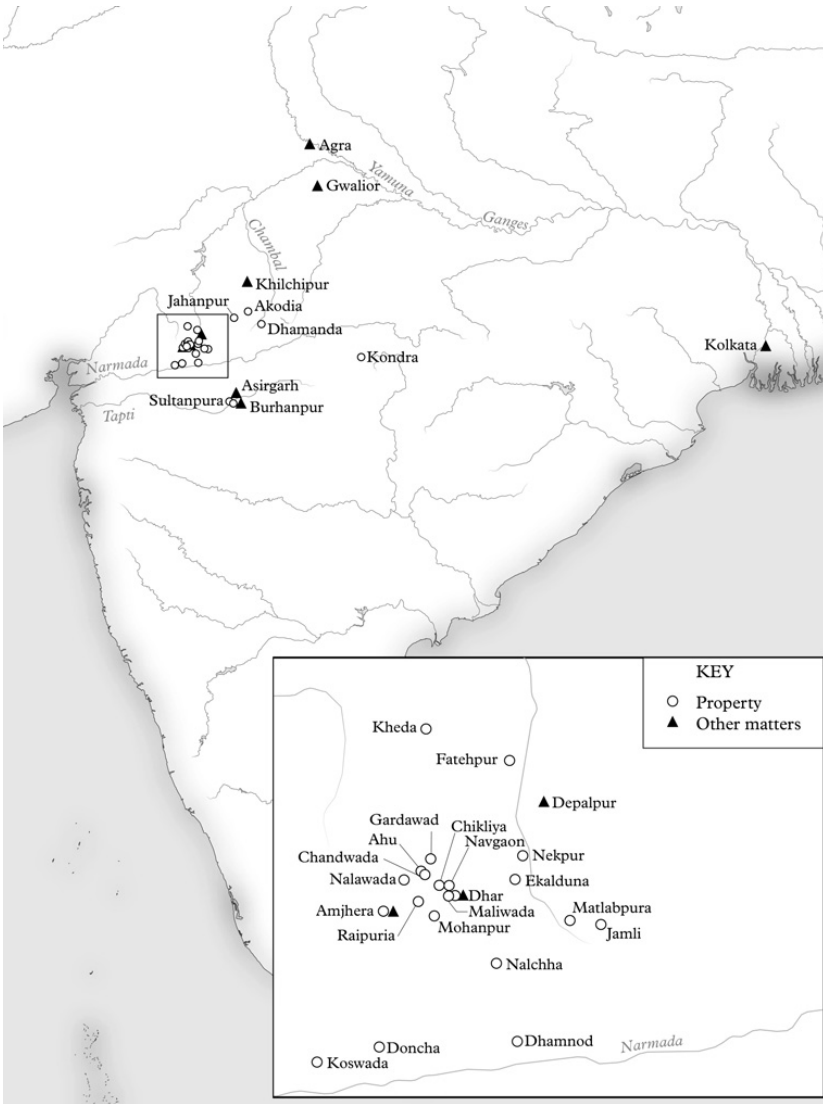 Agra
Yamuna
Gwalior
Ganges
Chambal
Khilchipur
Jahanpur
Akodia
Dhamanda
Kolkata
Narmada
Kondra
Asirgarh
Sultanpura
Burhanpur
Tapti
KEY
Property
Other matters
Kheda
Fatehpur
Depalpur
Gardawad
Chikliya
Ahu
Navgaon
Chandwada
Nekpur
Nalawada
Ekalduna
Dhar
Amjhera
Maliwada
Matlabpura
Mohanpur
Raipuria
Jamli
Nalchha
Doncha
Dhamnod
Narmada
Koswada